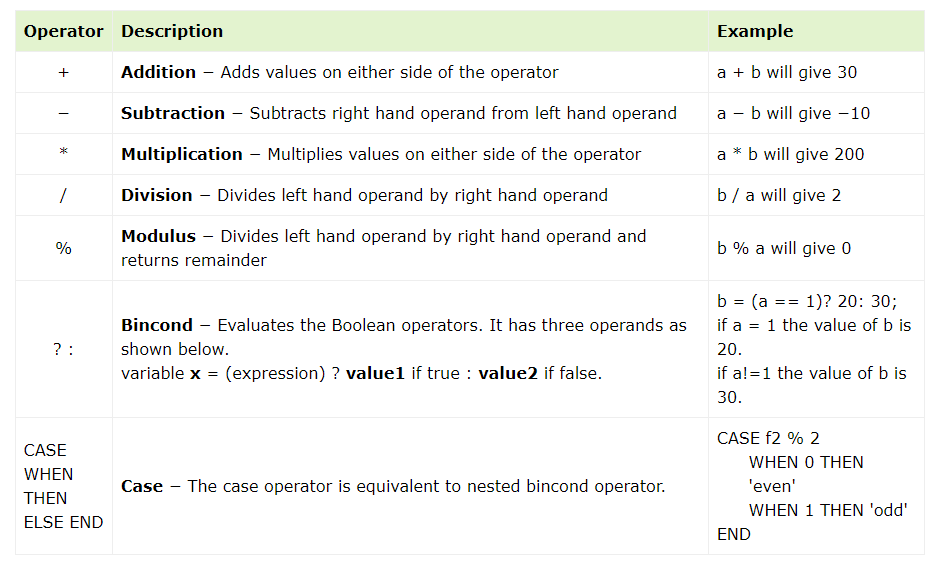 Operator Description Example
+ Addition − Adds values on either side of the operator a + b will give 30
− Subtraction − Subtracts right hand operand from left hand operand a − b will give −10
* Multiplication − Multiplies values on either side of the operator a * b will give 200
/ Division − Divides left hand operand by right hand operand b / a will give 2
% Modulus − Divides left hand operand by right hand operand and
returns remainder
b % a will give 0
? :
Bincond − Evaluates the Boolean operators. It has three operands as
shown below.
variable x = (expression) ? value1 if true : value2 if false.
b = (a == 1)? 20: 30;
if a = 1 the value of b is
20.
if a!=1 the value of b is
30.
CASE
WHEN
THEN
ELSE END
Case − The case operator is equivalent to nested bincond operator.
CASE f2 % 2
WHEN 0 THEN
'even'
WHEN 1 THEN 'odd'
END